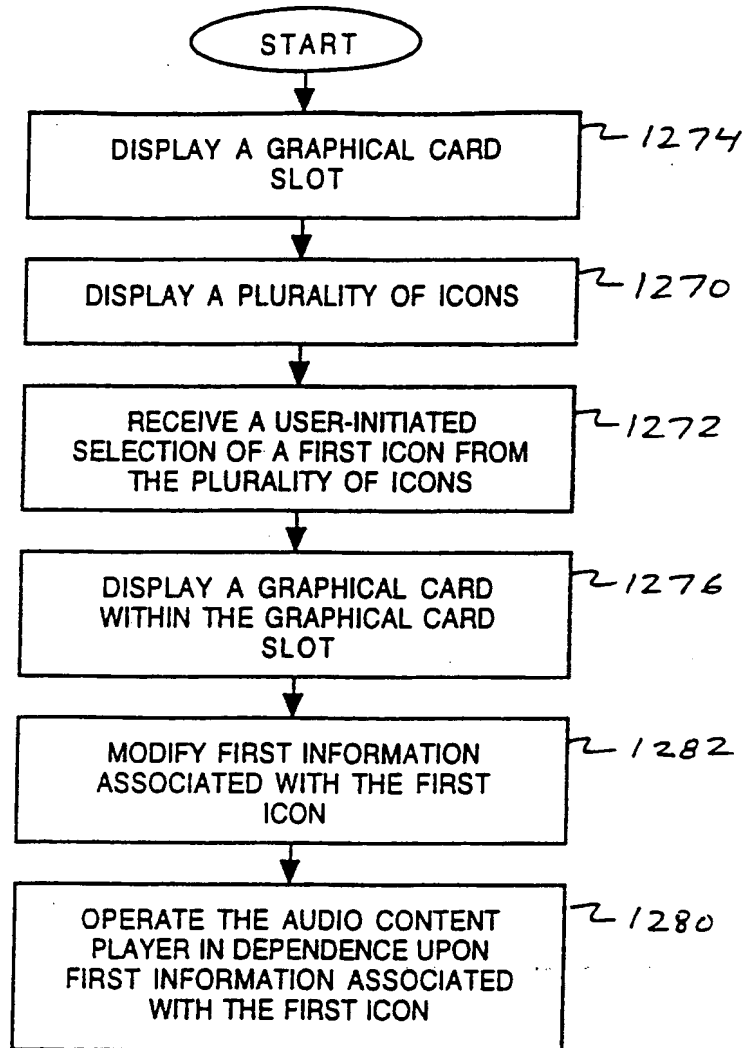 START
DISPLAY A GRAPHICAL CARD
SLOT
1274
DISPLAY A PLURALITY OF ICONS
1270
RECEIVE A USER-INITIATED
SELECTION OF A FIRST ICON FROM
THE PLURALITY OF ICONS
1272
DISPLAY A GRAPHICAL CARD
WITHIN THE GRAPHICAL CARD
SLOT
1276
MODIFY FIRST INFORMATION
ASSOCIATED WITH THE FIRST
ICON
1282
OPERATE THE AUDIO CONTENT
PLAYER IN DEPENDENCE UPON
FIRST INFORMATION ASSOCIATED
WITH THE FIRST ICON
1280